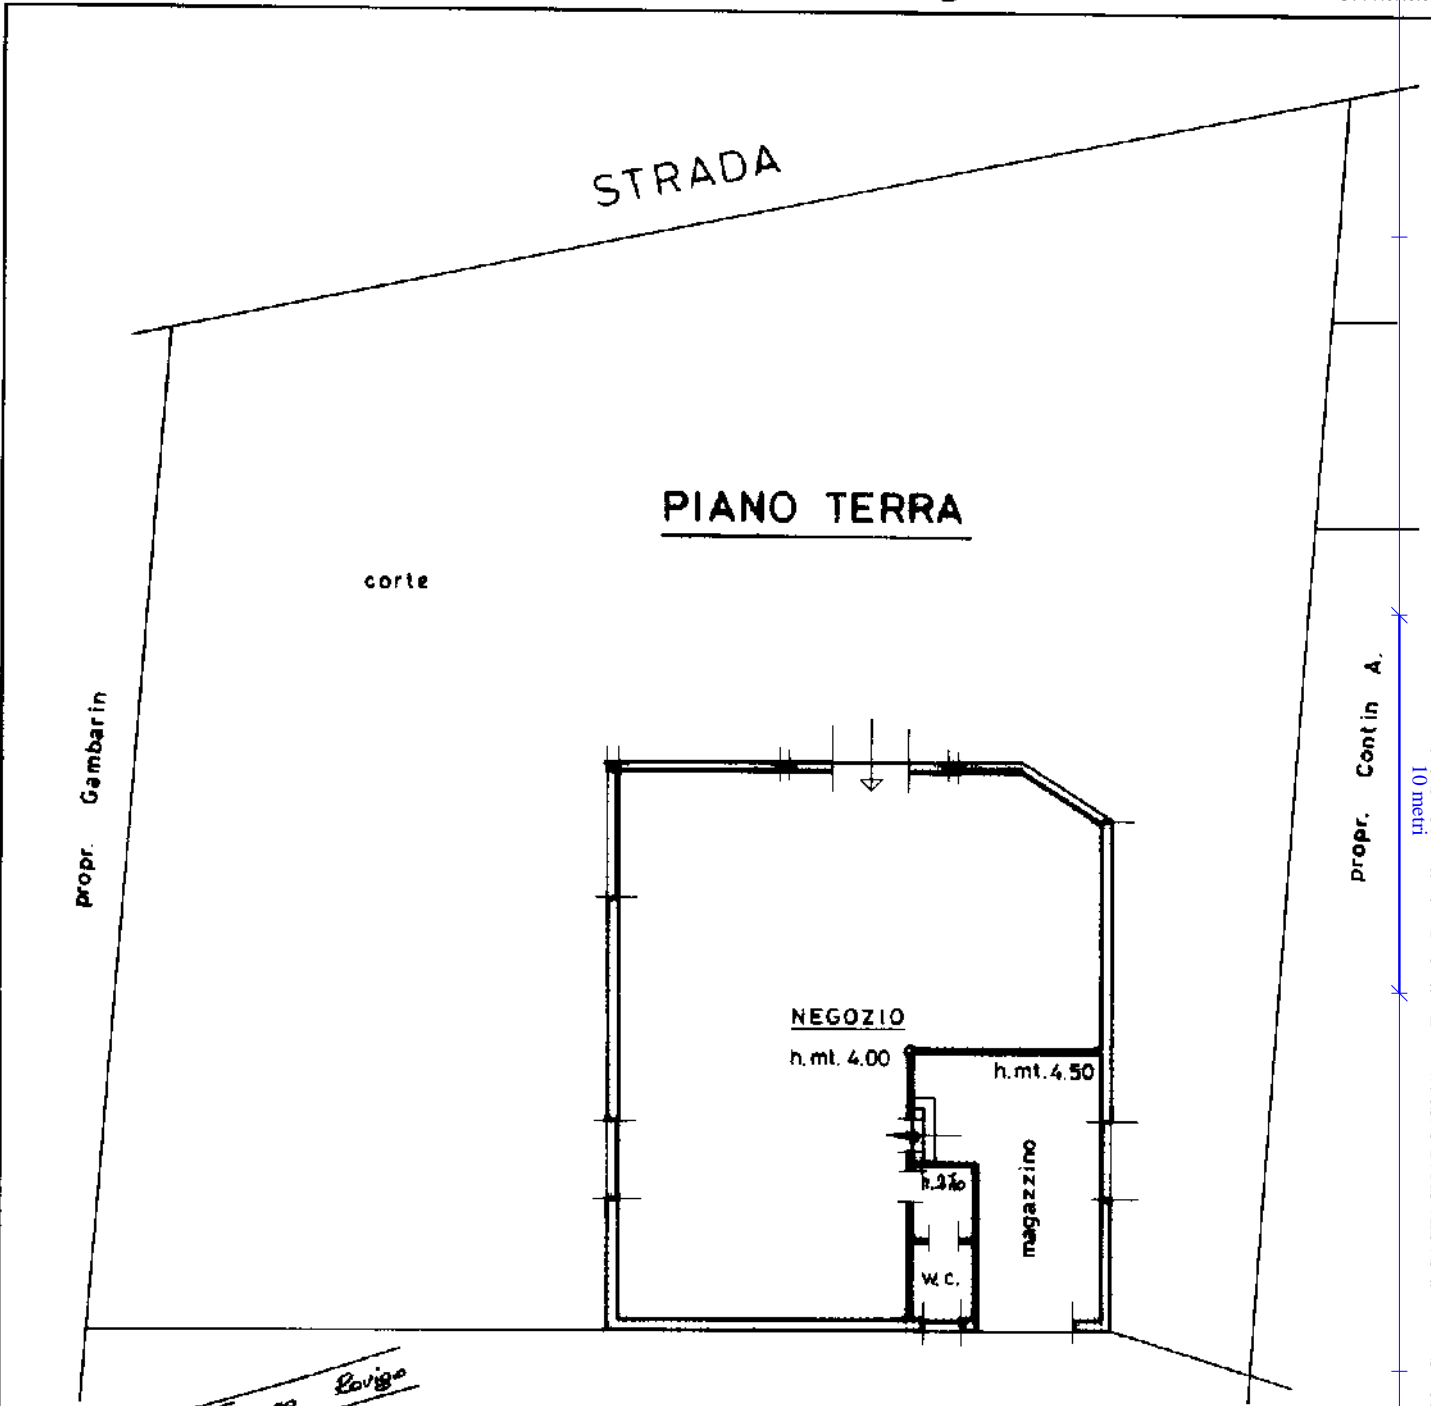 STRADA
PIANO TERRA
corte
propr. Gambarin
propr. Contin A.
10 metri
NEGOZIO
h. mt. 4.00
h. mt. 4.50
magazzino
W.C.
Rovigo